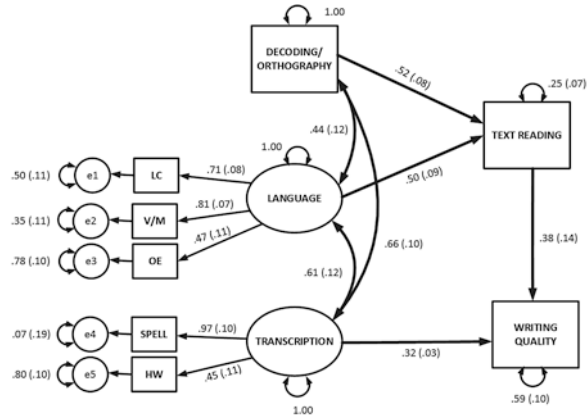 1.00
DECODING/
ORTHOGRAPHY
.52 (.08)
.25 (.07)
TEXT READING
.44 (.12)
1.00
.50 (.11)
e1
LC
.71 (.08)
LANGUAGE
.50 (.09)
.35 (.11)
e2
V/M
.81 (.07)
.78 (.10)
e3
OE
.47 (.11)
.66 (.10)
.38 (.14)
.61 (.12)
.07 (.19)
e4
SPELL
.97 (.10)
TRANSCRIPTION
.32 (.03)
WRITING
QUALITY
.80 (.10)
e5
HW
.45 (.11)
1.00
.59 (.10)